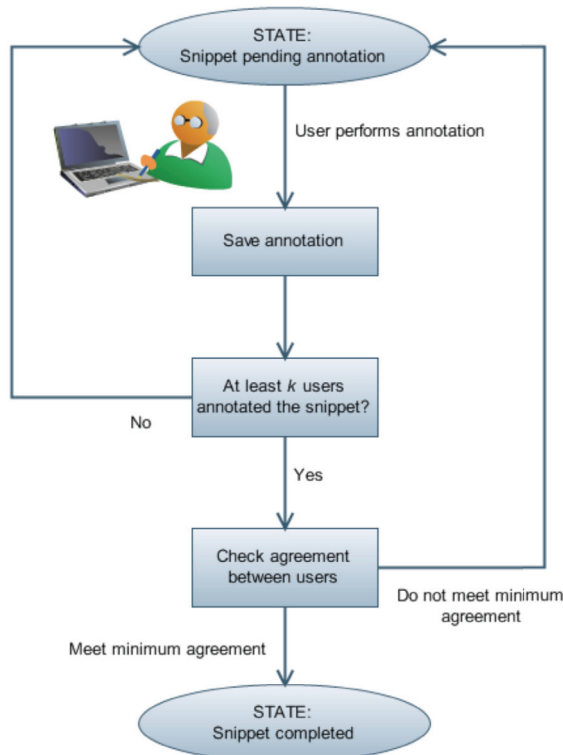 STATE:
Snippet pending annotation
User performs annotation
Save annotation
At least k users
annotated the snippet?
No
Yes
Check agreement
between users
Do not meet minimum
agreement
Meet minimum agreement
STATE:
Snippet completed